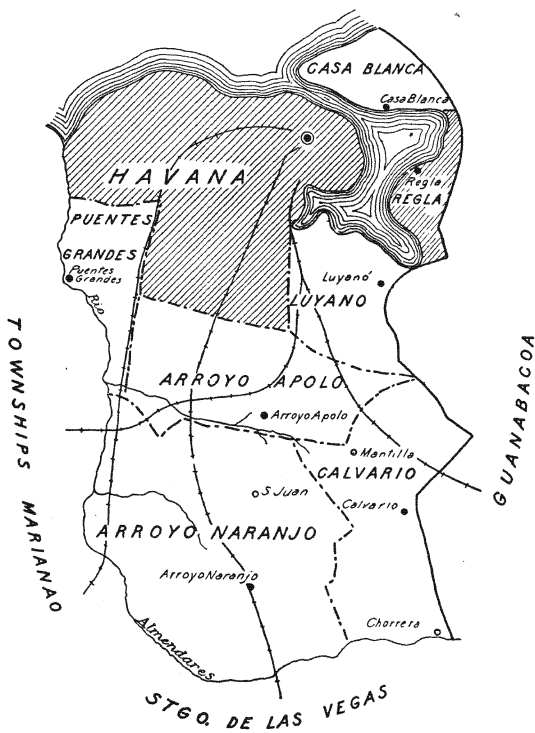 CASA BLANCA
Casa Blanca
HAVANA
Regla
REGLA
PUENTES
GRANDES
Puentes
Grandes
Rio
Luyanó
LUYANO
ARROYO APOLO
Arroyo Apolo
Mantilla
CALVARIO
S Juan
Calvario
ARROYO NARANJO
Arroyo Naranjo
Chorrera
Almendares
TOWNSHIPS MARIANAO
GUANABACOA
STGO. DE LAS VEGAS